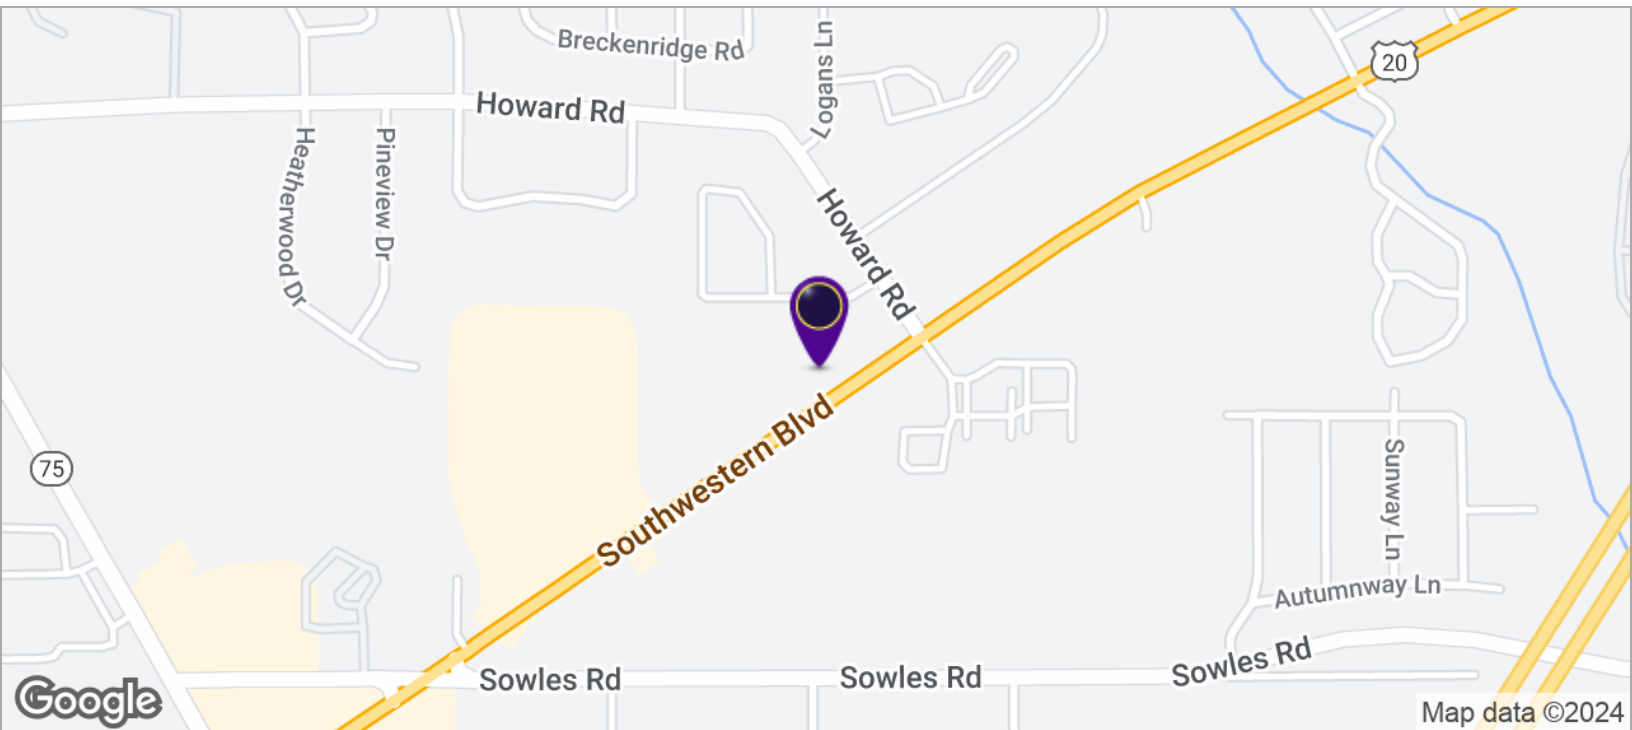 Breckenridge Rd
Logans Ln
20
Howard Rd
Heatherwood Dr
Pineview Dr
Howard Rd
Southwestern Blvd
75
Sunway Ln
Autumnway Ln
Sowles Rd
Sowles Rd
Sowles Rd
Google
Map data ©2024